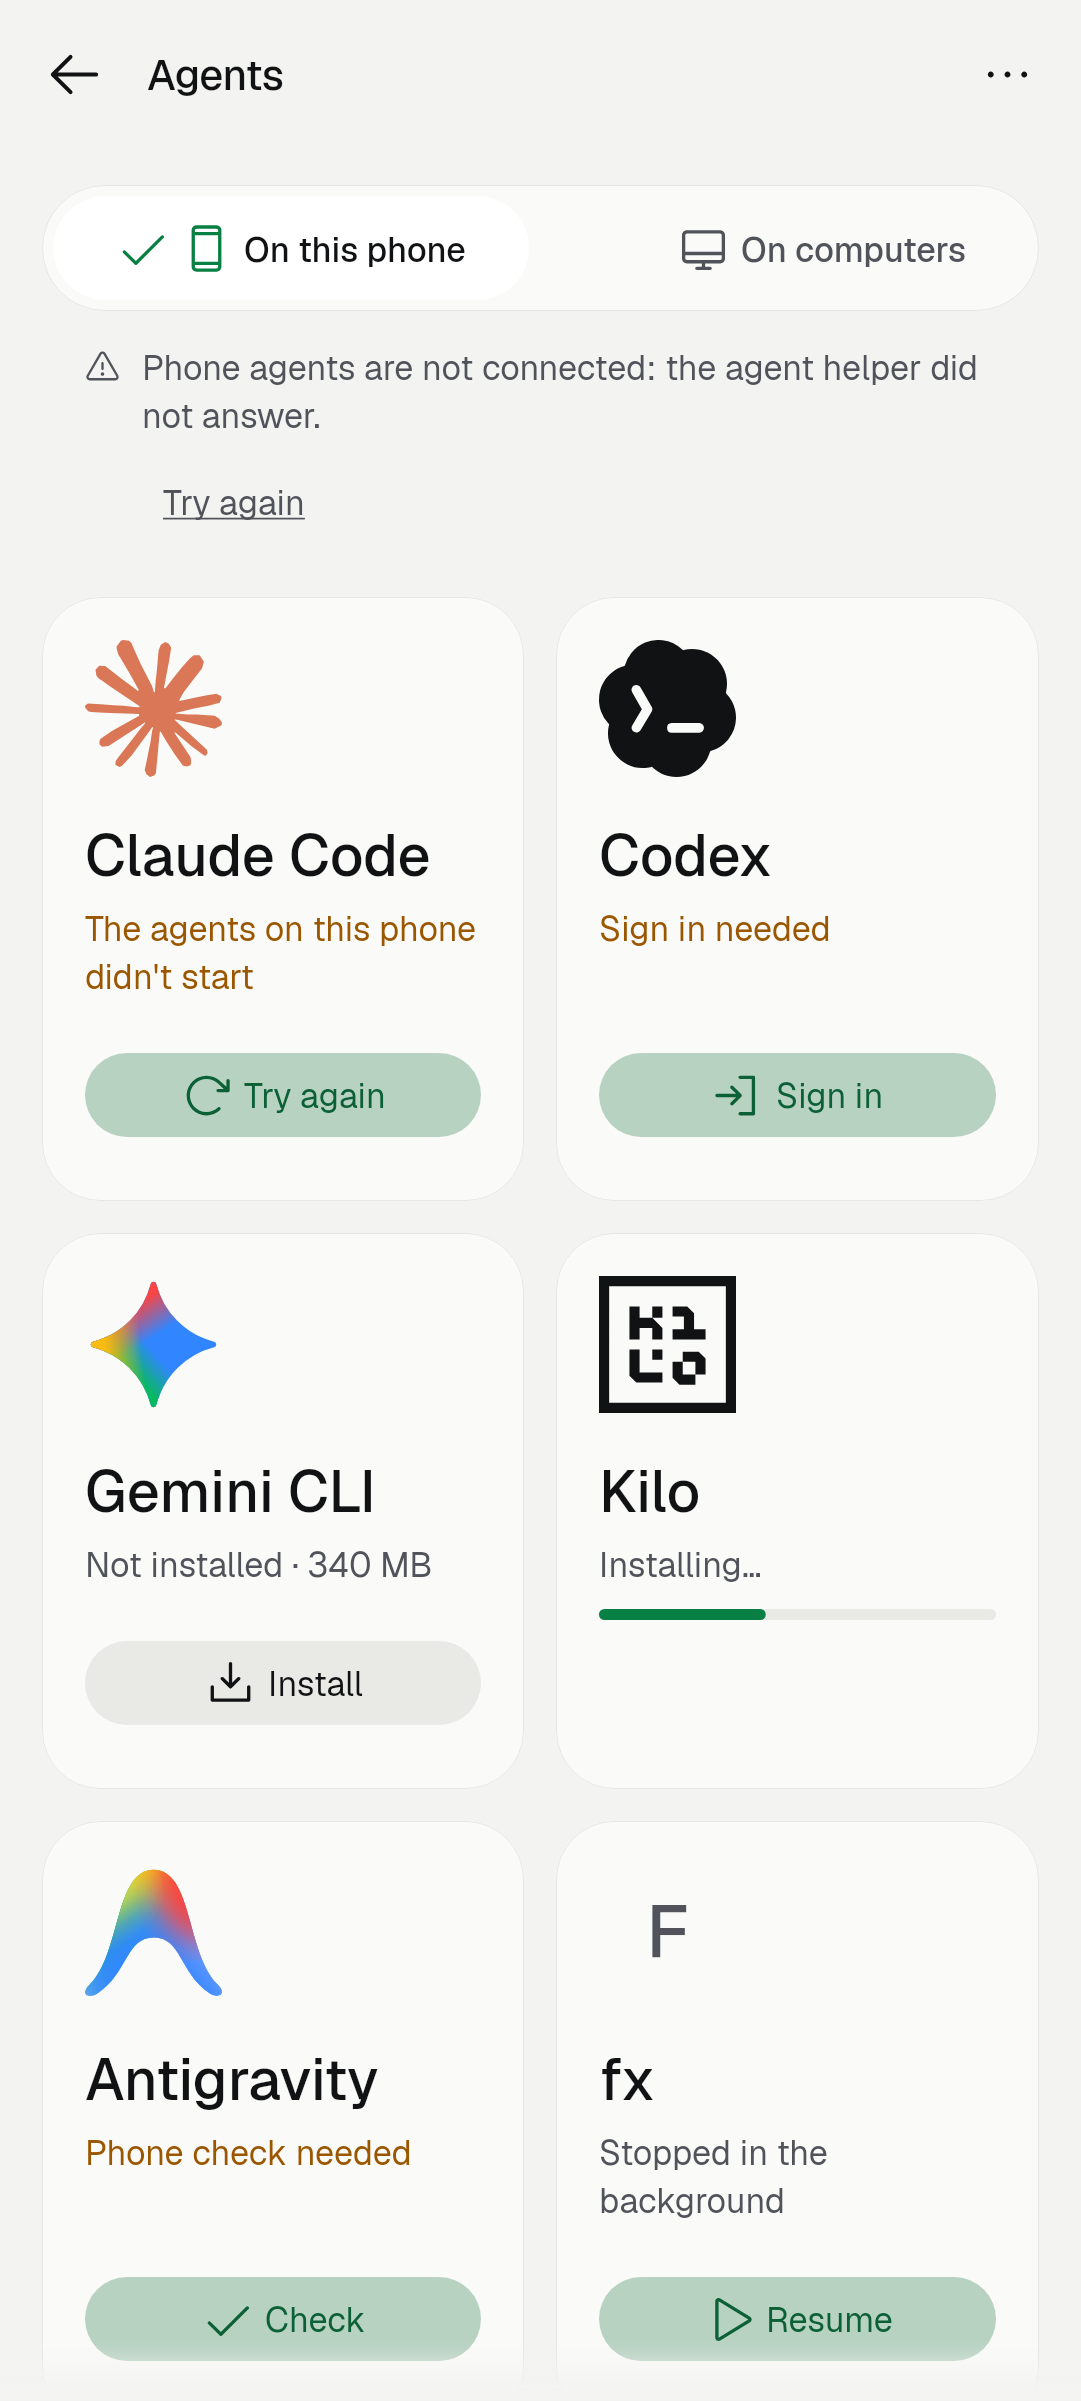 Agents
On this phone
On computers
Phone agents are not connected: the agent helper did
not answer.
Try again
Claude Code
The agents on this phone
didn't start
Try again
Codex
Sign in needed
Sign in
Gemini CLI
Not installed · 340 MB
Install
K1
LO
Kilo
Installing…
Antigravity
Phone check needed
Check
F
fx
Stopped in the
background
Resume